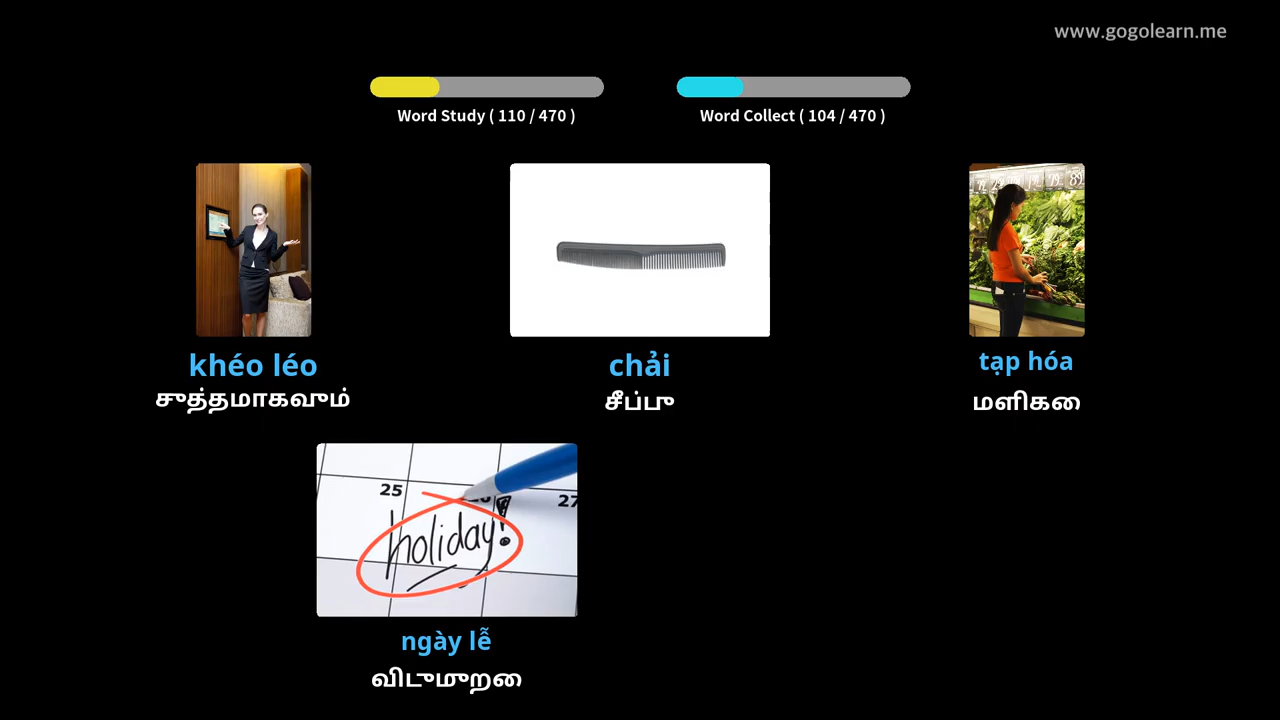 www.gogolearn.me
Word Study ( 110 / 470 )
Word Collect ( 104 / 470 )
khéo léo
சுத்தமாகவும்
chải
சீப்பு
tạp hóa
மளிகை
25
27
holiday!
ngày lễ
விடுமுறை